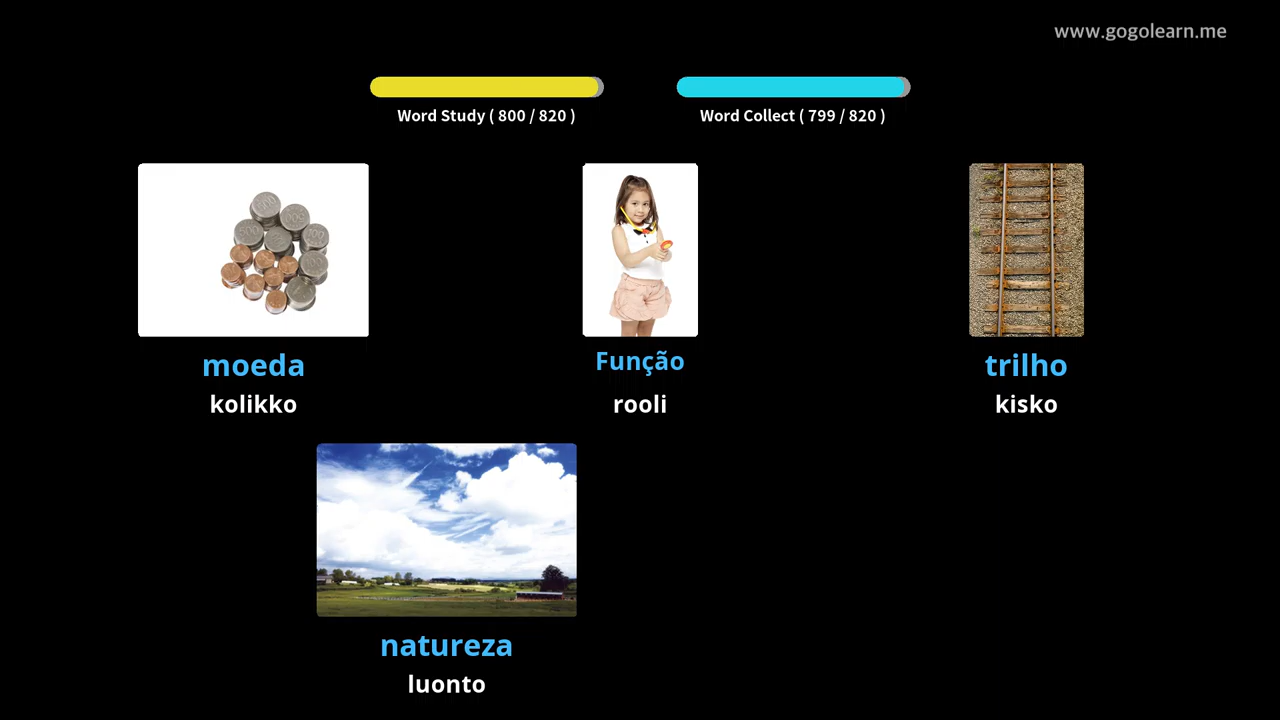 www.gogolearn.me
Word Study ( 800 / 820 )
Word Collect ( 799 / 820 )
moeda
kolikko
Função
rooli
trilho
kisko
natureza
luonto